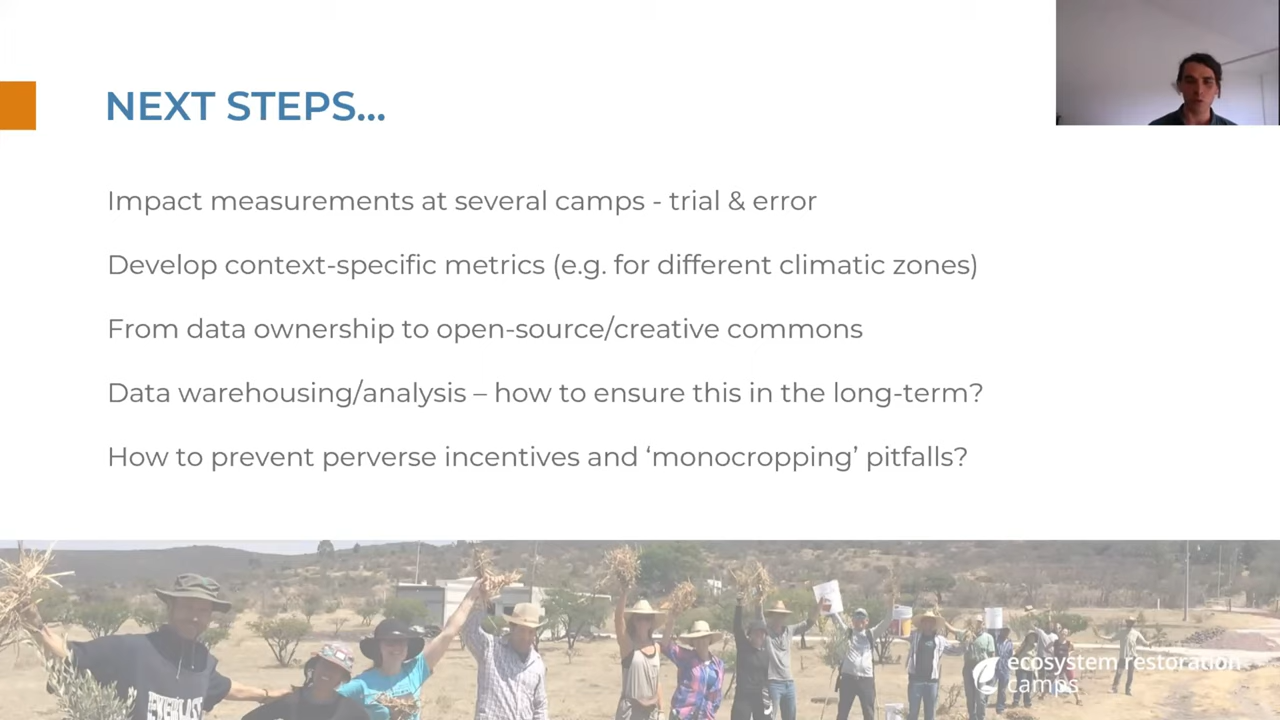 NEXT STEPS...
Impact measurements at several camps - trial & error
Develop context-specific metrics (e.g. for different climatic zones)
From data ownership to open-source/creative commons
Data warehousing/analysis – how to ensure this in the long-term?
How to prevent perverse incentives and ‘monocropping’ pitfalls?
ecosystem restoration
camps